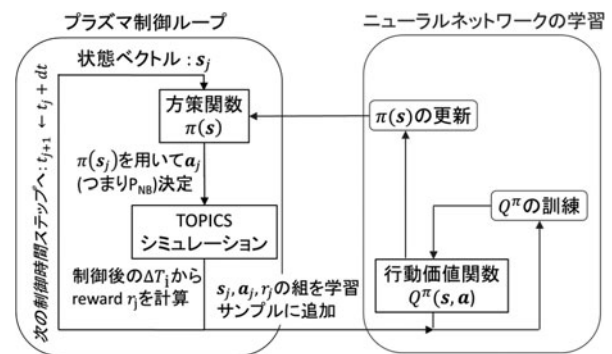 プラズマ制御ループ
状態ベクトル : s_j
方策関数
π(s)
π(s_j)を用いてa_j
(つまりP_NB)決定
TOPICS
シミュレーション
制御後のΔT_iから
reward r_jを計算
次の制御時間ステップへ: t_{j+1} ← t_j + dt
s_j, a_j, r_jの組を学習
サンプルに追加
ニューラルネットワークの学習
π(s)の更新
Q^πの訓練
行動価値関数
Q^π(s, a)